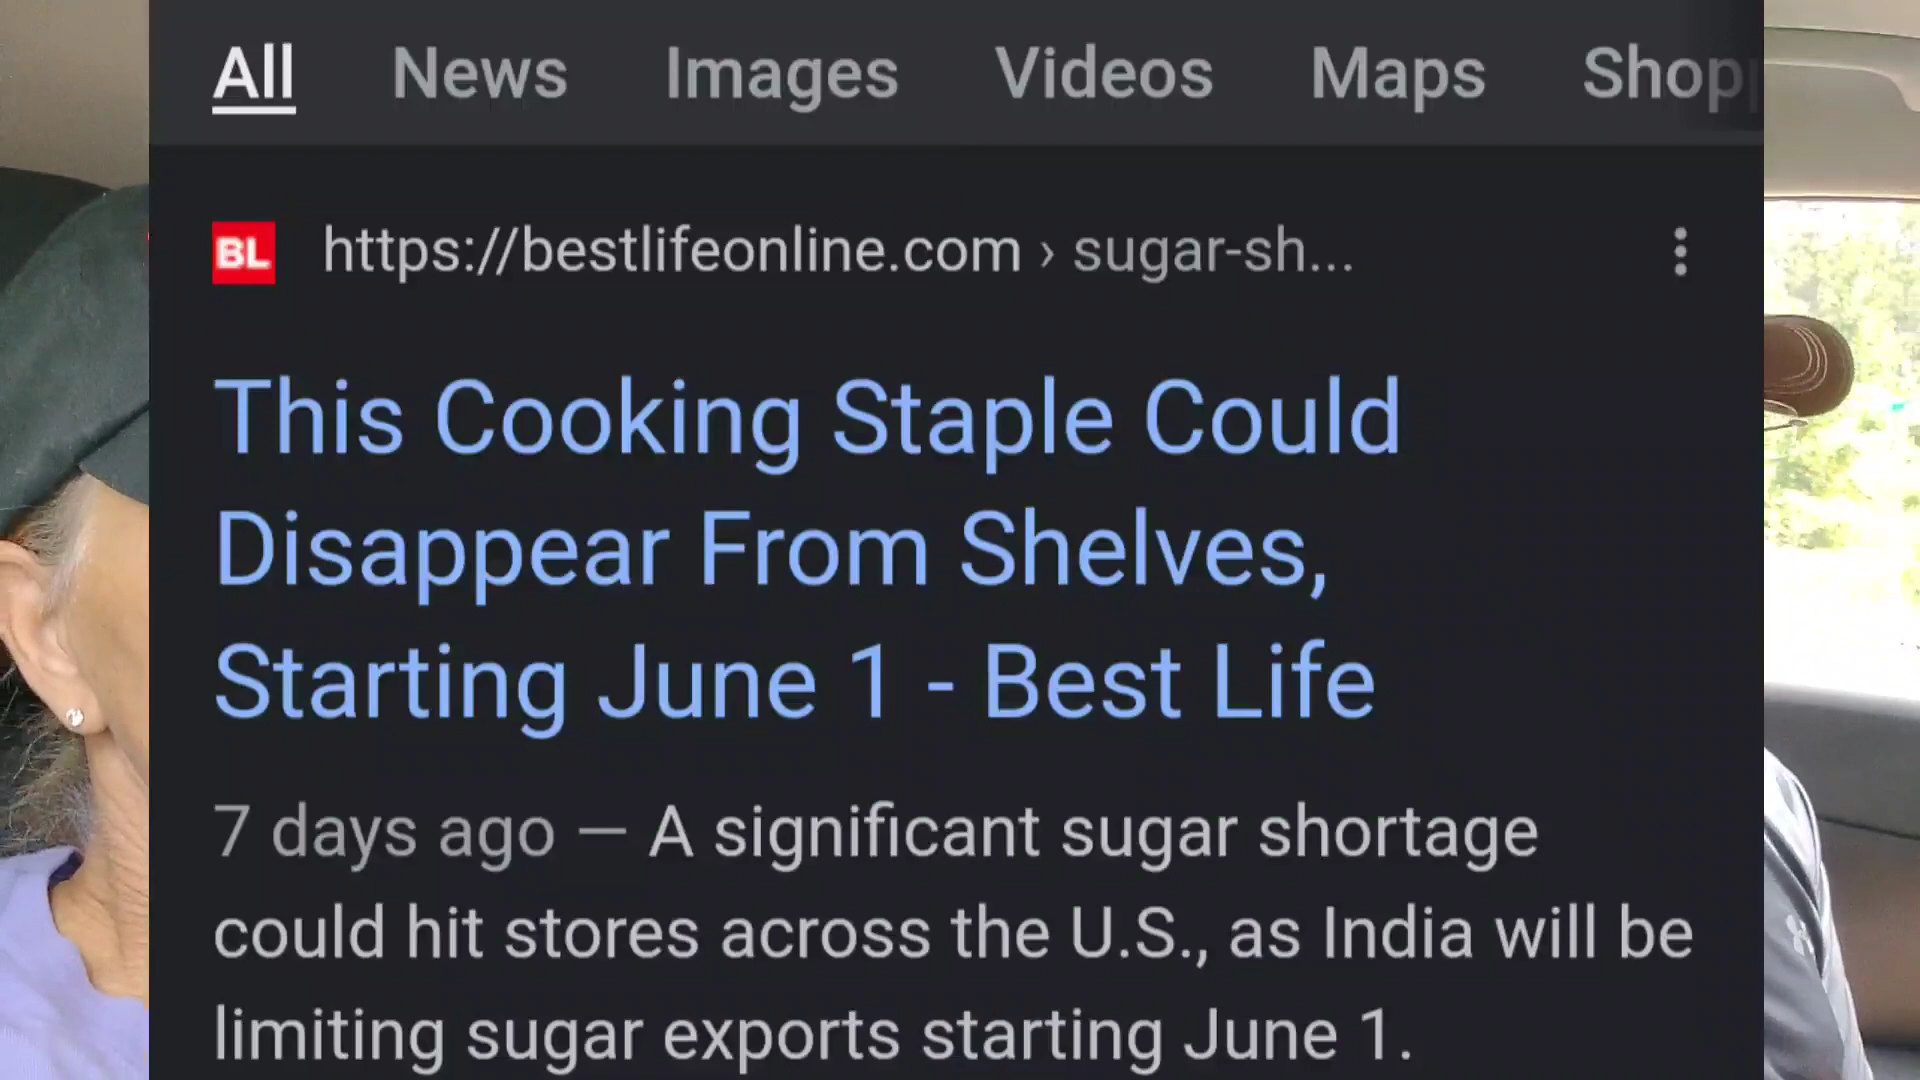 All News Images Videos Maps Shop
BL https://bestlifeonline.com › sugar-sh...
This Cooking Staple Could
Disappear From Shelves,
Starting June 1 - Best Life
7 days ago — A significant sugar shortage
could hit stores across the U.S., as India will be
limiting sugar exports starting June 1.